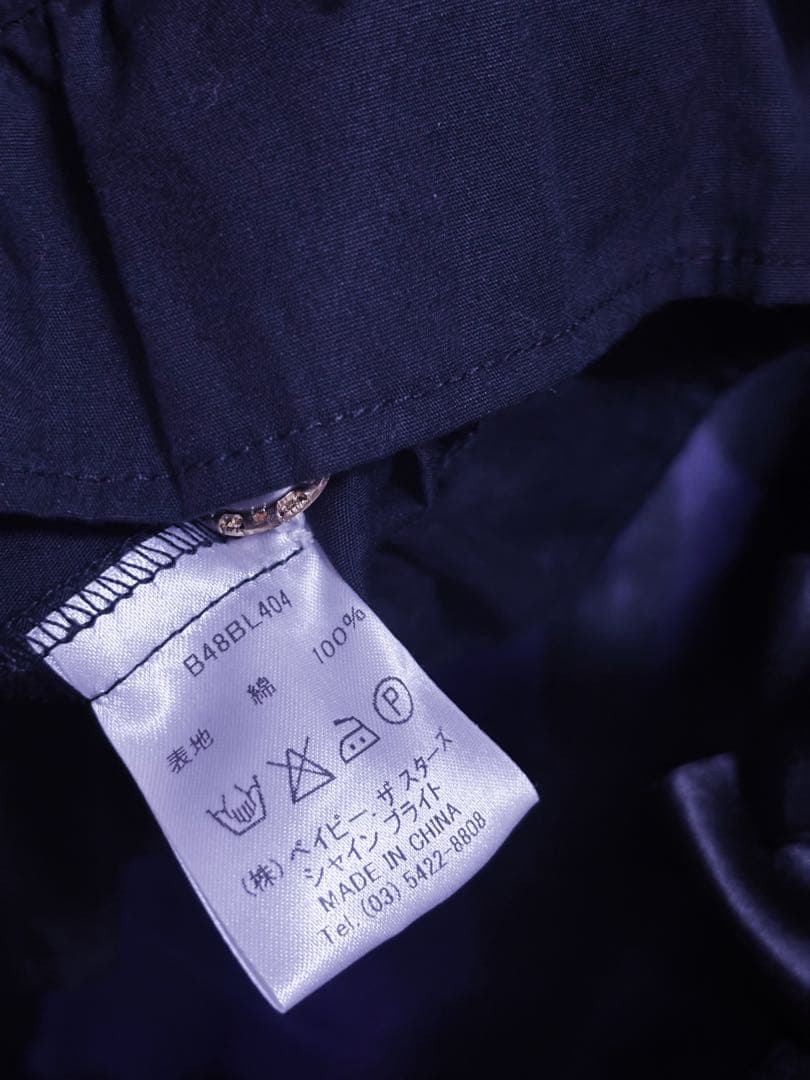 B48BL404
表地 綿 100%
P
(株) ベイビー, ザ スターズ
シャイン ブライト
MADE IN CHINA
Tel. (03) 5422-8808